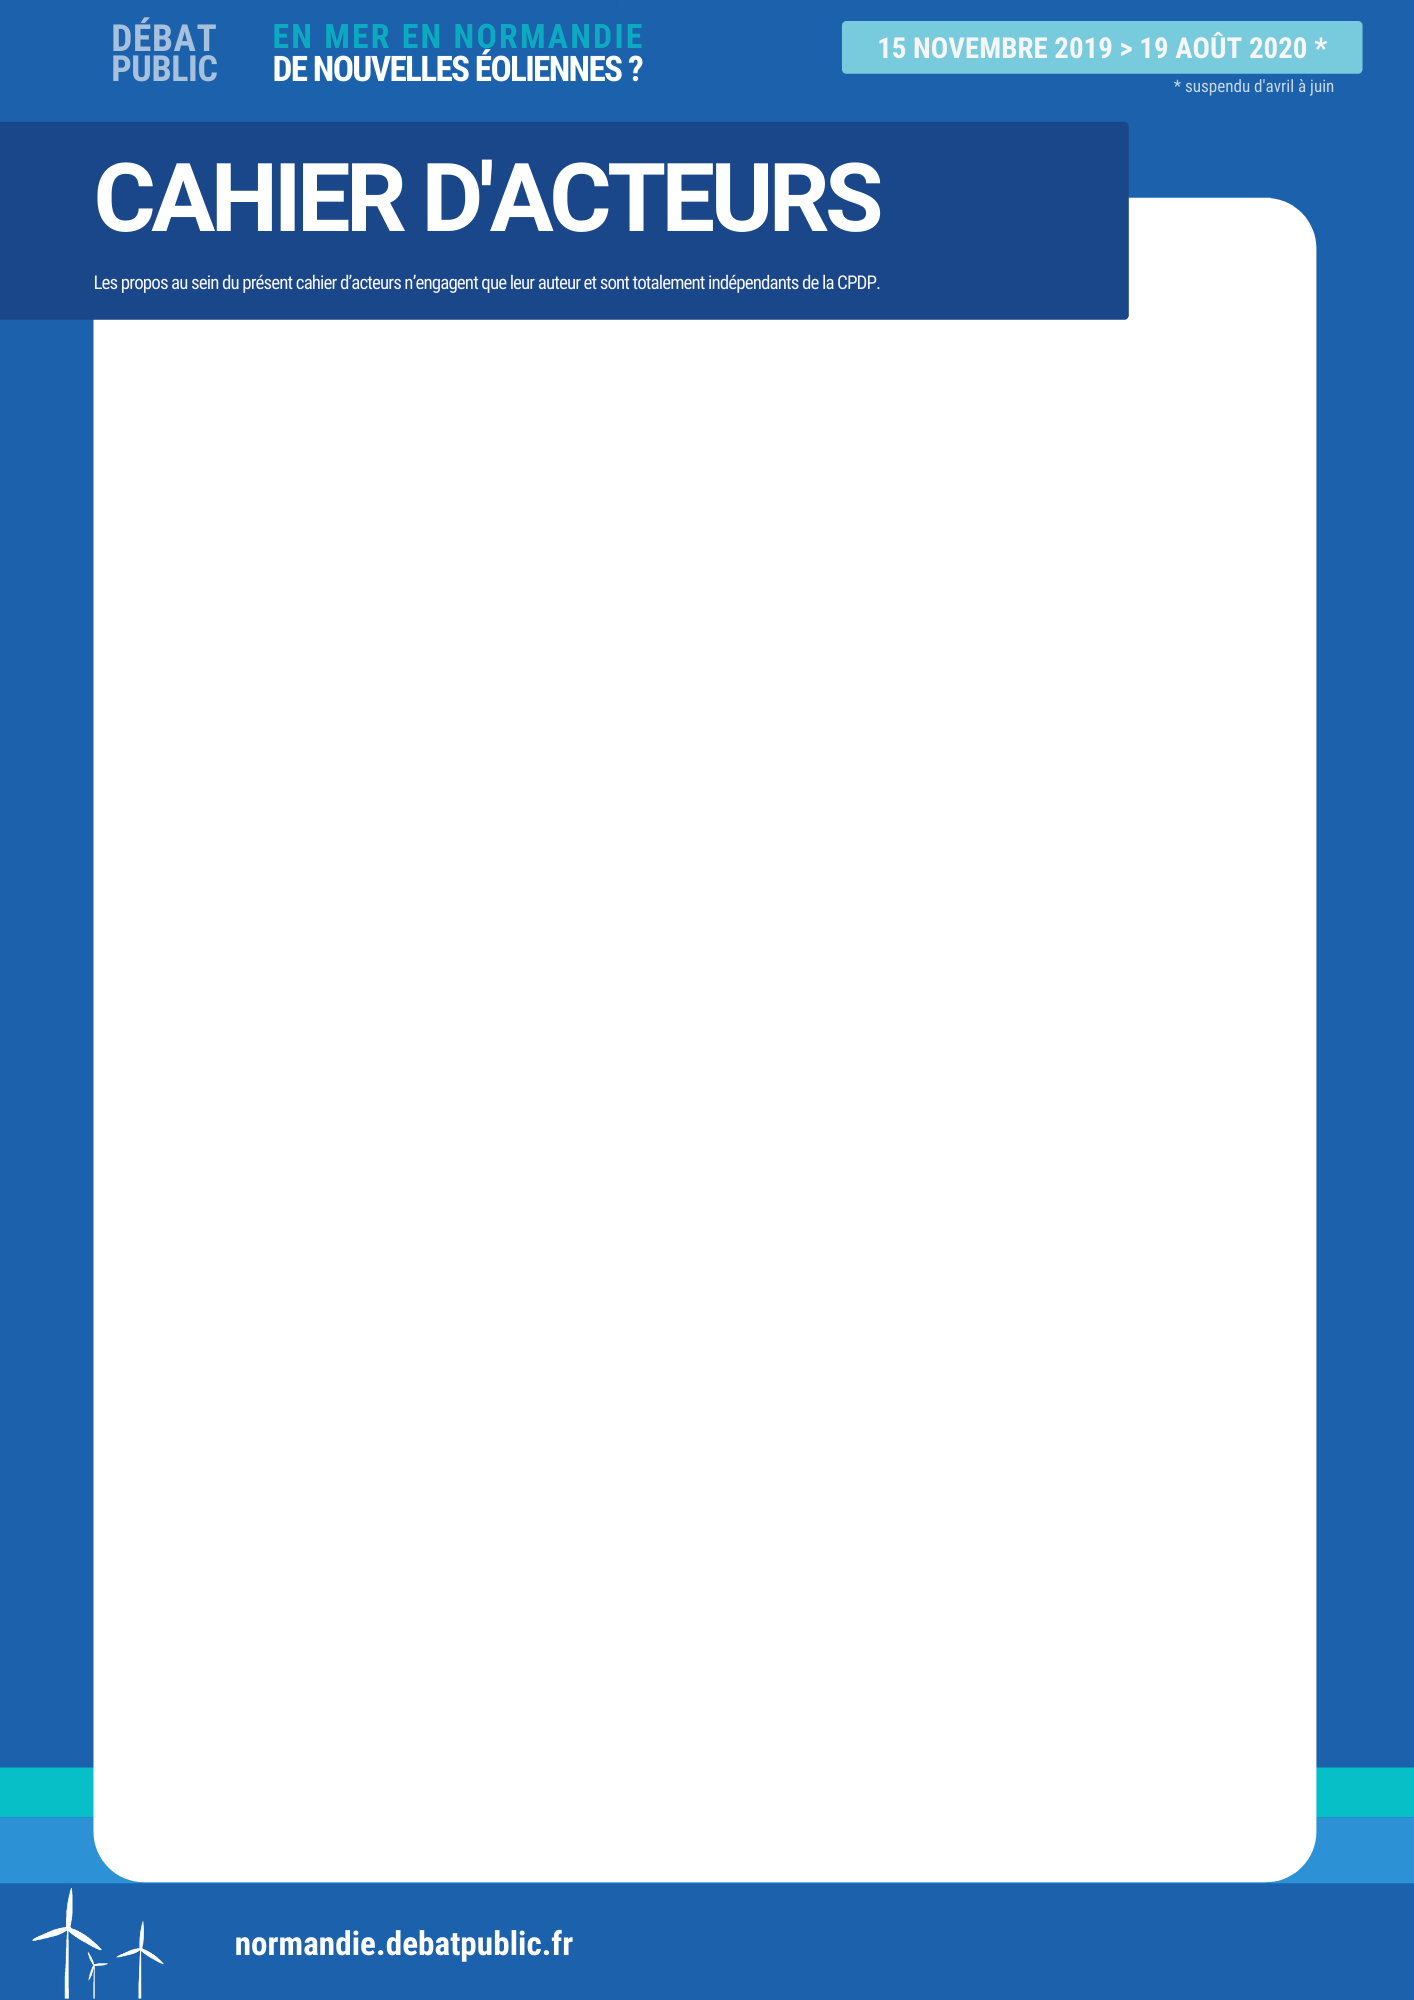 DÉBAT
PUBLIC
EN MER EN NORMANDIE
DE NOUVELLES ÉOLIENNES ?
15 NOVEMBRE 2019 > 19 AOÛT 2020 *
* suspendu d'avril à juin
CAHIER D'ACTEURS
Les propos au sein du présent cahier d’acteurs n’engagent que leur auteur et sont totalement indépendants de la CPDP.
normandie.debatpublic.fr